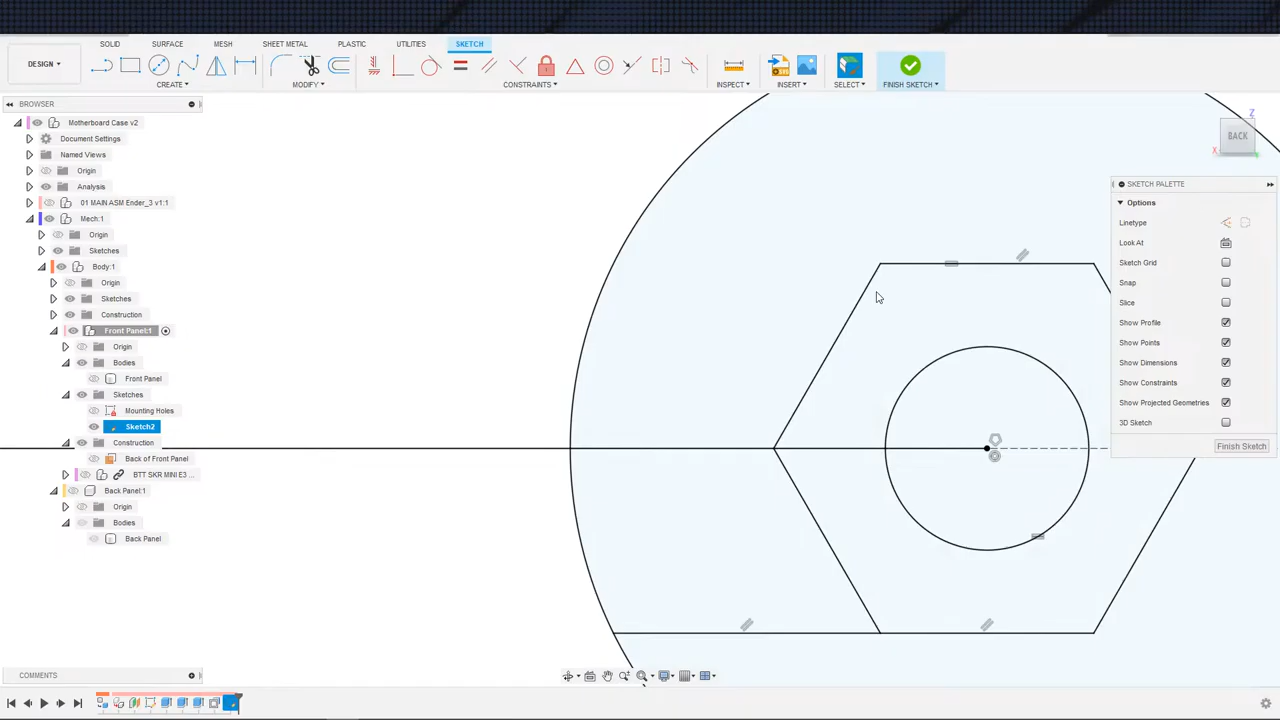 SOLID SURFACE MESH SHEET METAL PLASTIC UTILITIES SKETCH
DESIGN
CREATE MODIFY CONSTRAINTS INSPECT INSERT SELECT FINISH SKETCH
BROWSER
Motherboard Case v2
Document Settings
Named Views
Origin
Analysis
01 MAIN ASM Ender_3 v1:1
Mech:1
Origin
Sketches
Body:1
Origin
Sketches
Construction
Front Panel:1
Origin
Bodies
Front Panel
Sketches
Mounting Holes
Sketch2
Construction
Back of Front Panel
BTT SKR MINI E3 ...
Back Panel:1
Origin
Bodies
Back Panel
COMMENTS
Z
BACK
X
SKETCH PALETTE
Options
Linetype
Look At
Sketch Grid
Snap
Slice
Show Profile
Show Points
Show Dimensions
Show Constraints
Show Projected Geometries
3D Sketch
Finish Sketch